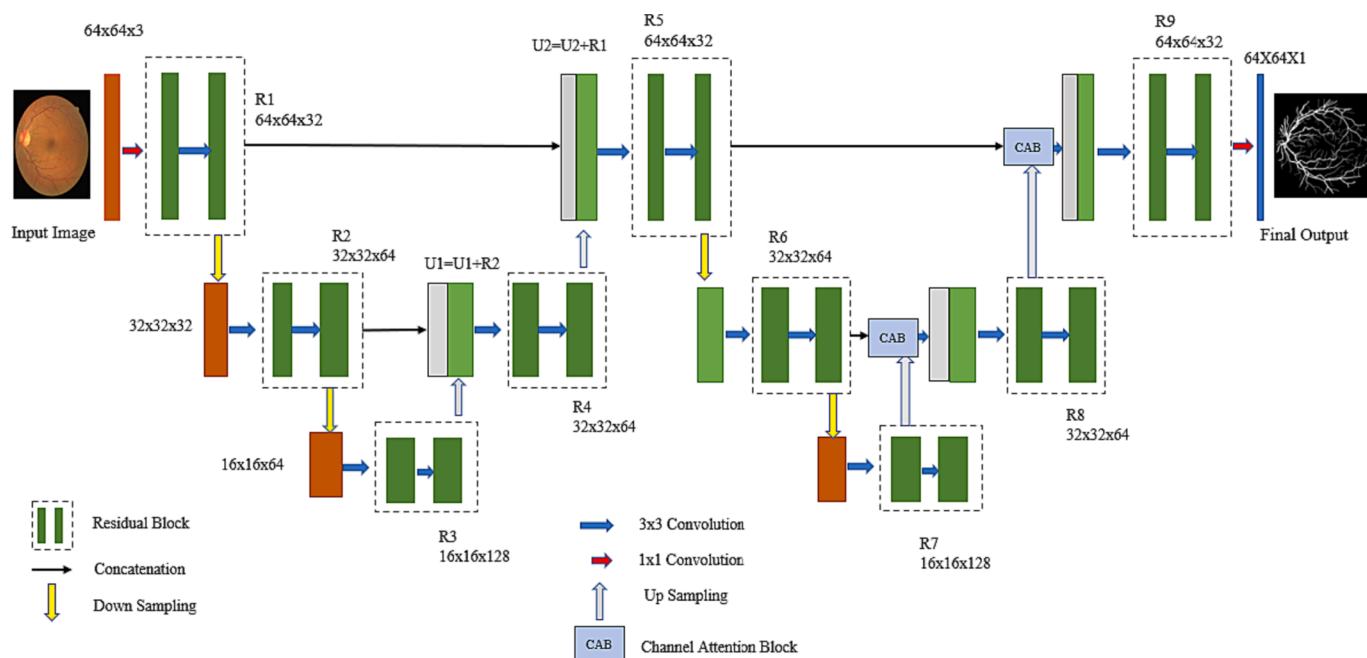 64x64x3
Input Image
R1
64x64x32
32x32x32
R2
32x32x64
16x16x64
R3
16x16x128
U1=U1+R2
R4
32x32x64
U2=U2+R1
R5
64x64x32
R6
32x32x64
R7
16x16x128
CAB
R8
32x32x64
CAB
R9
64x64x32
64X64X1
Final Output
Residual Block
Concatenation
Down Sampling
3x3 Convolution
1x1 Convolution
Up Sampling
CAB
Channel Attention Block